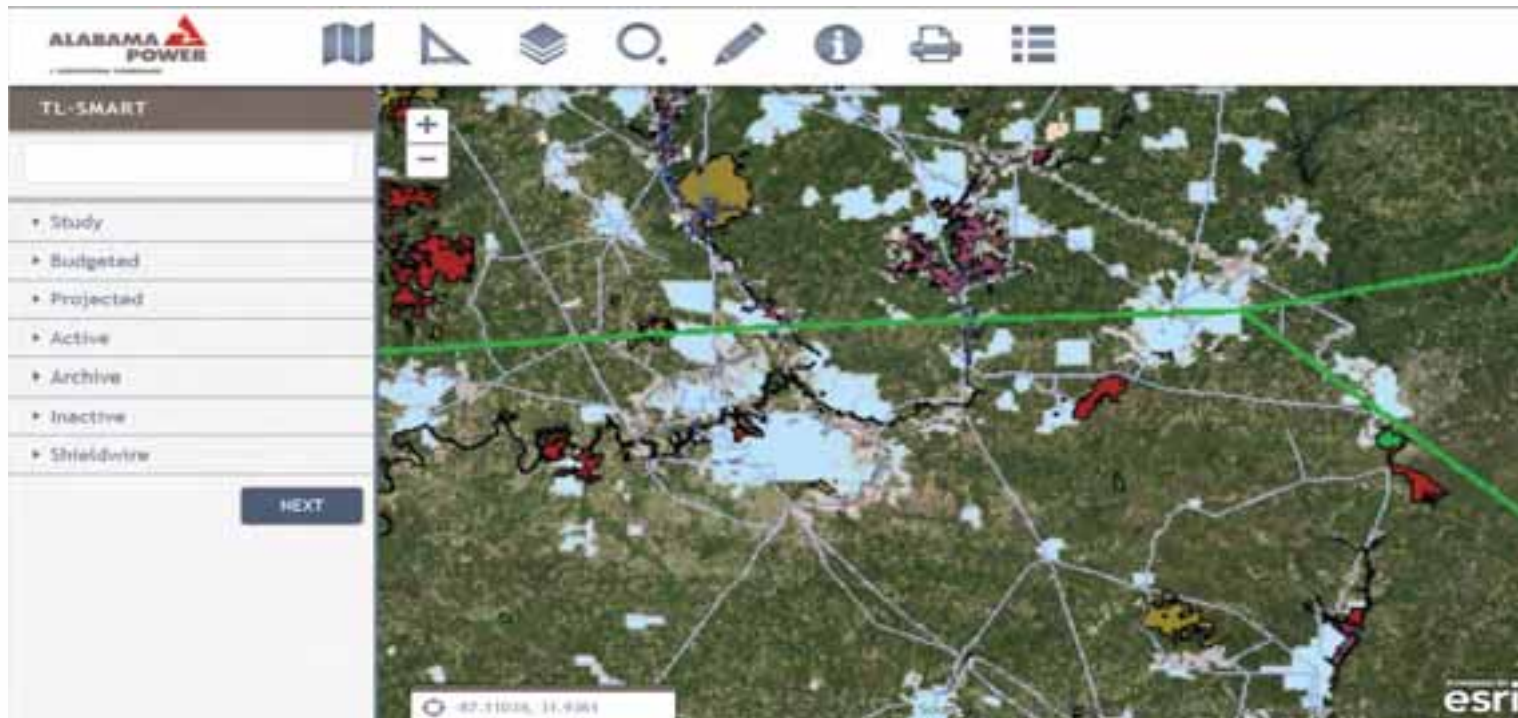 ALABAMA
POWER
TL-SMART
Study
Budgeted
Projected
Active
Archive
Inactive
Shieldwire
NEXT
esri